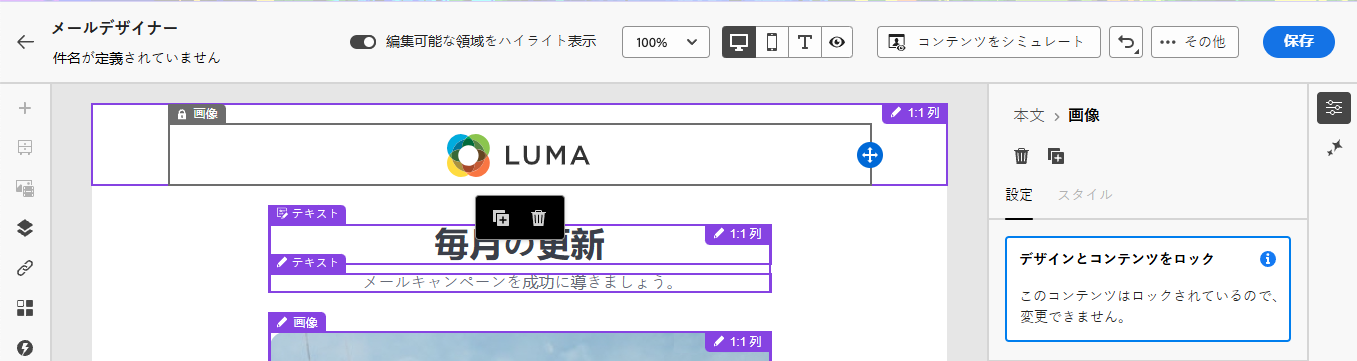 メールデザイナー
件名が定義されていません
編集可能な領域をハイライト表示
100%
T
コンテンツをシミュレート
その他
保存
画像
1:1 列
LUMA
テキスト
毎月の更新
1:1 列
テキスト
メールキャンペーンを成功に導きましょう。
画像
1:1 列
本文 > 画像
設定
スタイル
デザインとコンテンツをロック
このコンテンツはロックされているので、
変更できません。